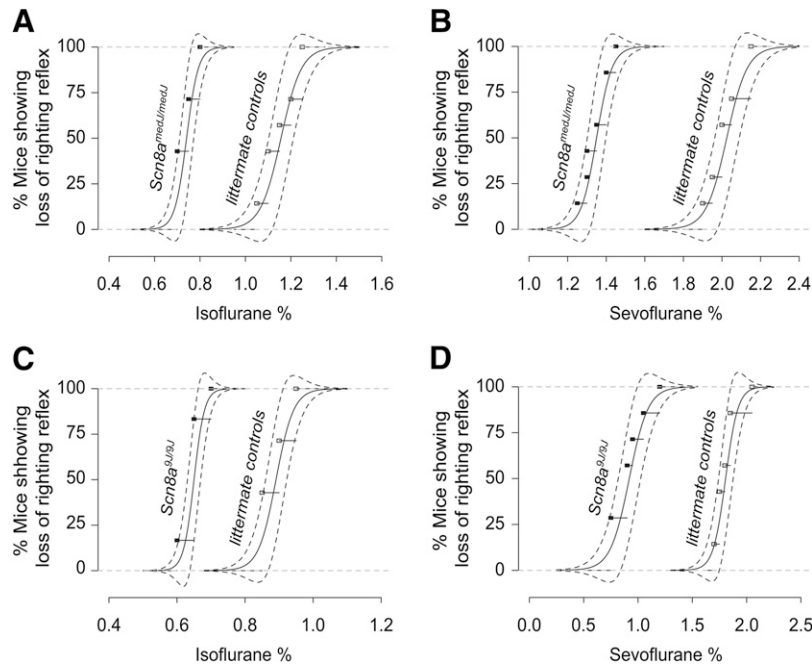 A
% Mice showing
loss of righting reflex
100
75
50
25
0
Scn8a^medJ/medJ
littermate controls
0.4 0.6 0.8 1.0 1.2 1.4 1.6
Isoflurane %
B
% Mice showing
loss of righting reflex
100
75
50
25
0
Scn8a^medJ/medJ
littermate controls
1.0 1.2 1.4 1.6 1.8 2.0 2.2 2.4
Sevoflurane %
C
% Mice shhowing
loss of righting reflex
100
75
50
25
0
Scn8a^9J/9J
littermate controls
0.4 0.6 0.8 1.0 1.2
Isoflurane %
D
% Mice showing
loss of righting reflex
100
75
50
25
0
Scn8a^9J/9J
littermate controls
0.0 0.5 1.0 1.5 2.0 2.5
Sevoflurane %